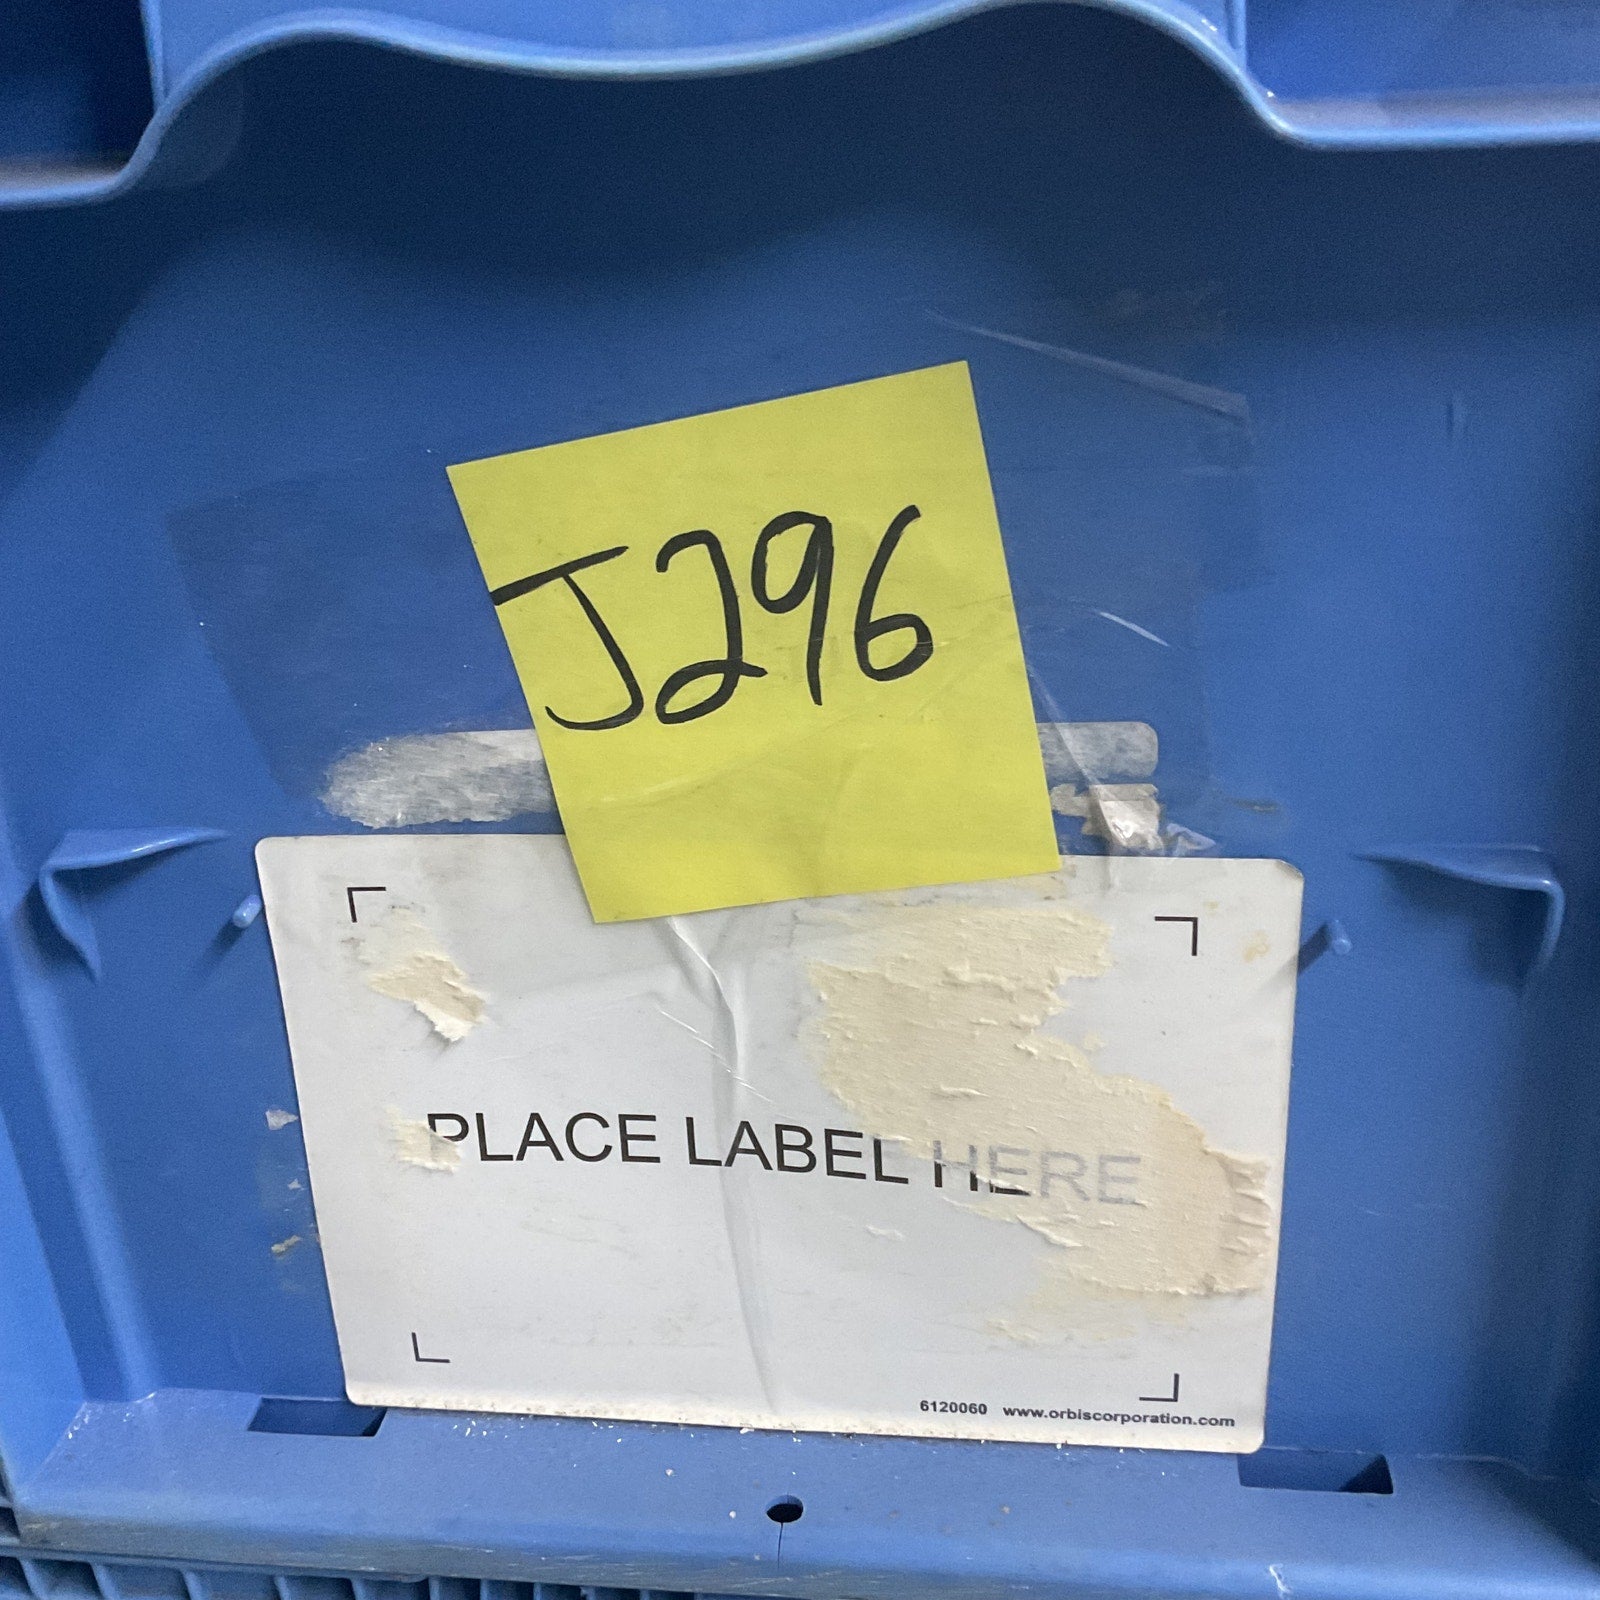 J296
PLACE LABEL HERE
6120060 www.orbiscorporation.com